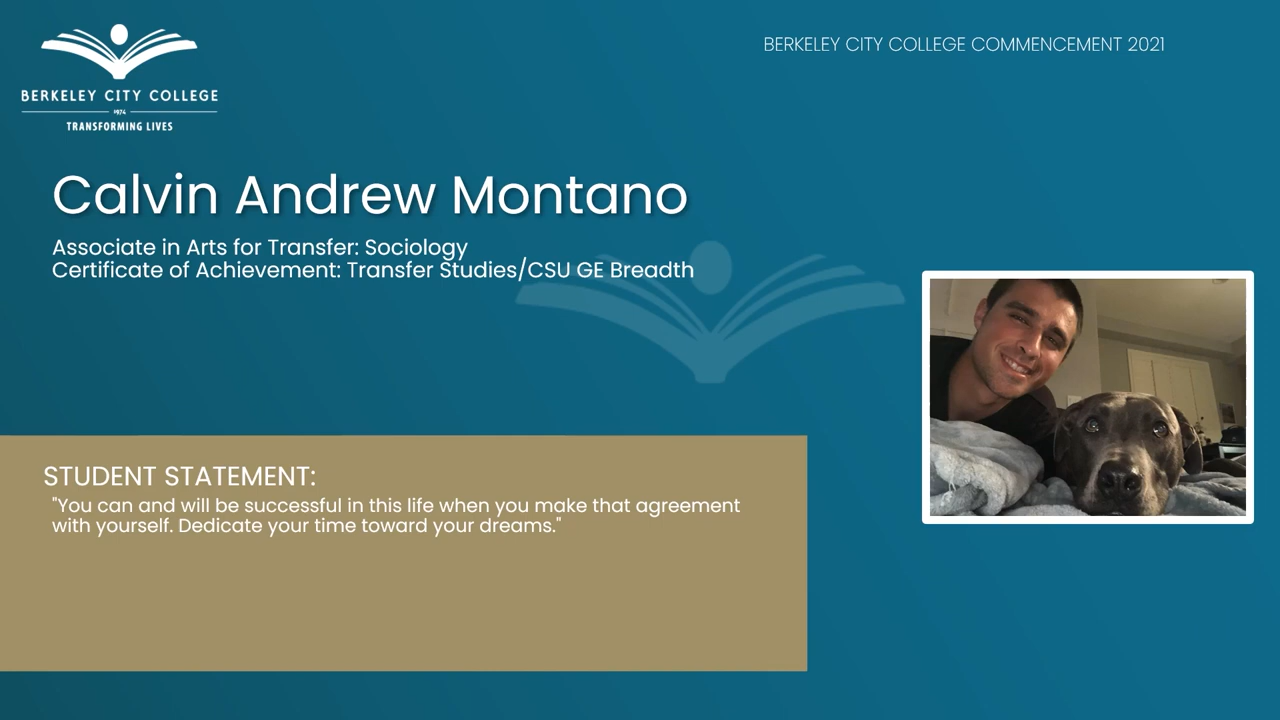 BERKELEY CITY COLLEGE COMMENCEMENT 2021
BERKELEY CITY COLLEGE
1974
TRANSFORMING LIVES
Calvin Andrew Montano
Associate in Arts for Transfer: Sociology
Certificate of Achievement: Transfer Studies/CSU GE Breadth
STUDENT STATEMENT:
"You can and will be successful in this life when you make that agreement
with yourself. Dedicate your time toward your dreams."